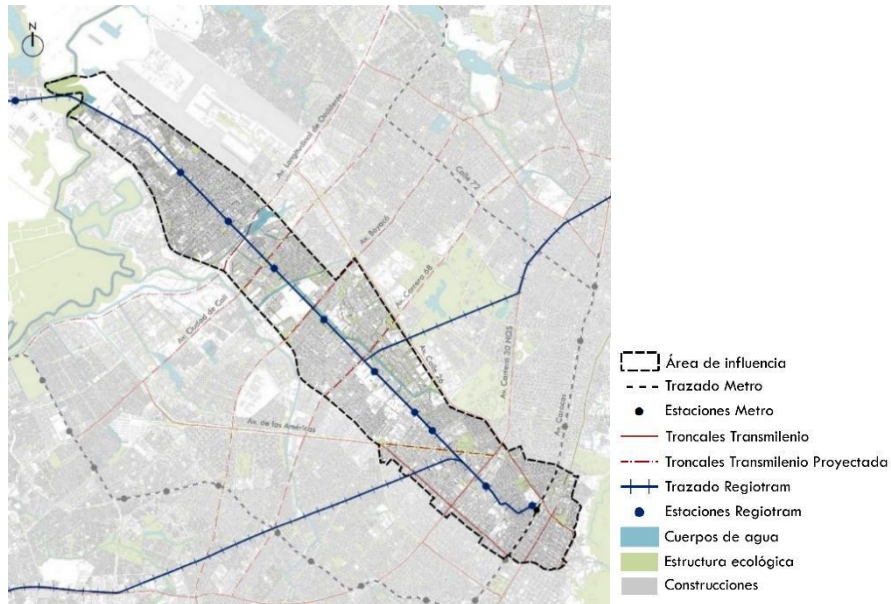 N
Av. Longitudinal de Occidente
Calle 72
Av. Boyacá
Av. Carrera 68
Av. Ciudad de Cali
Av. Calle 26
Av. Carrera 30 NQS
Av. Caracas
Av. de las Américas
Área de influencia
Trazado Metro
Estaciones Metro
Troncales Transmilenio
Troncales Transmilenio Proyectada
Trazado Regiotram
Estaciones Regiotram
Cuerpos de agua
Estructura ecológica
Construcciones